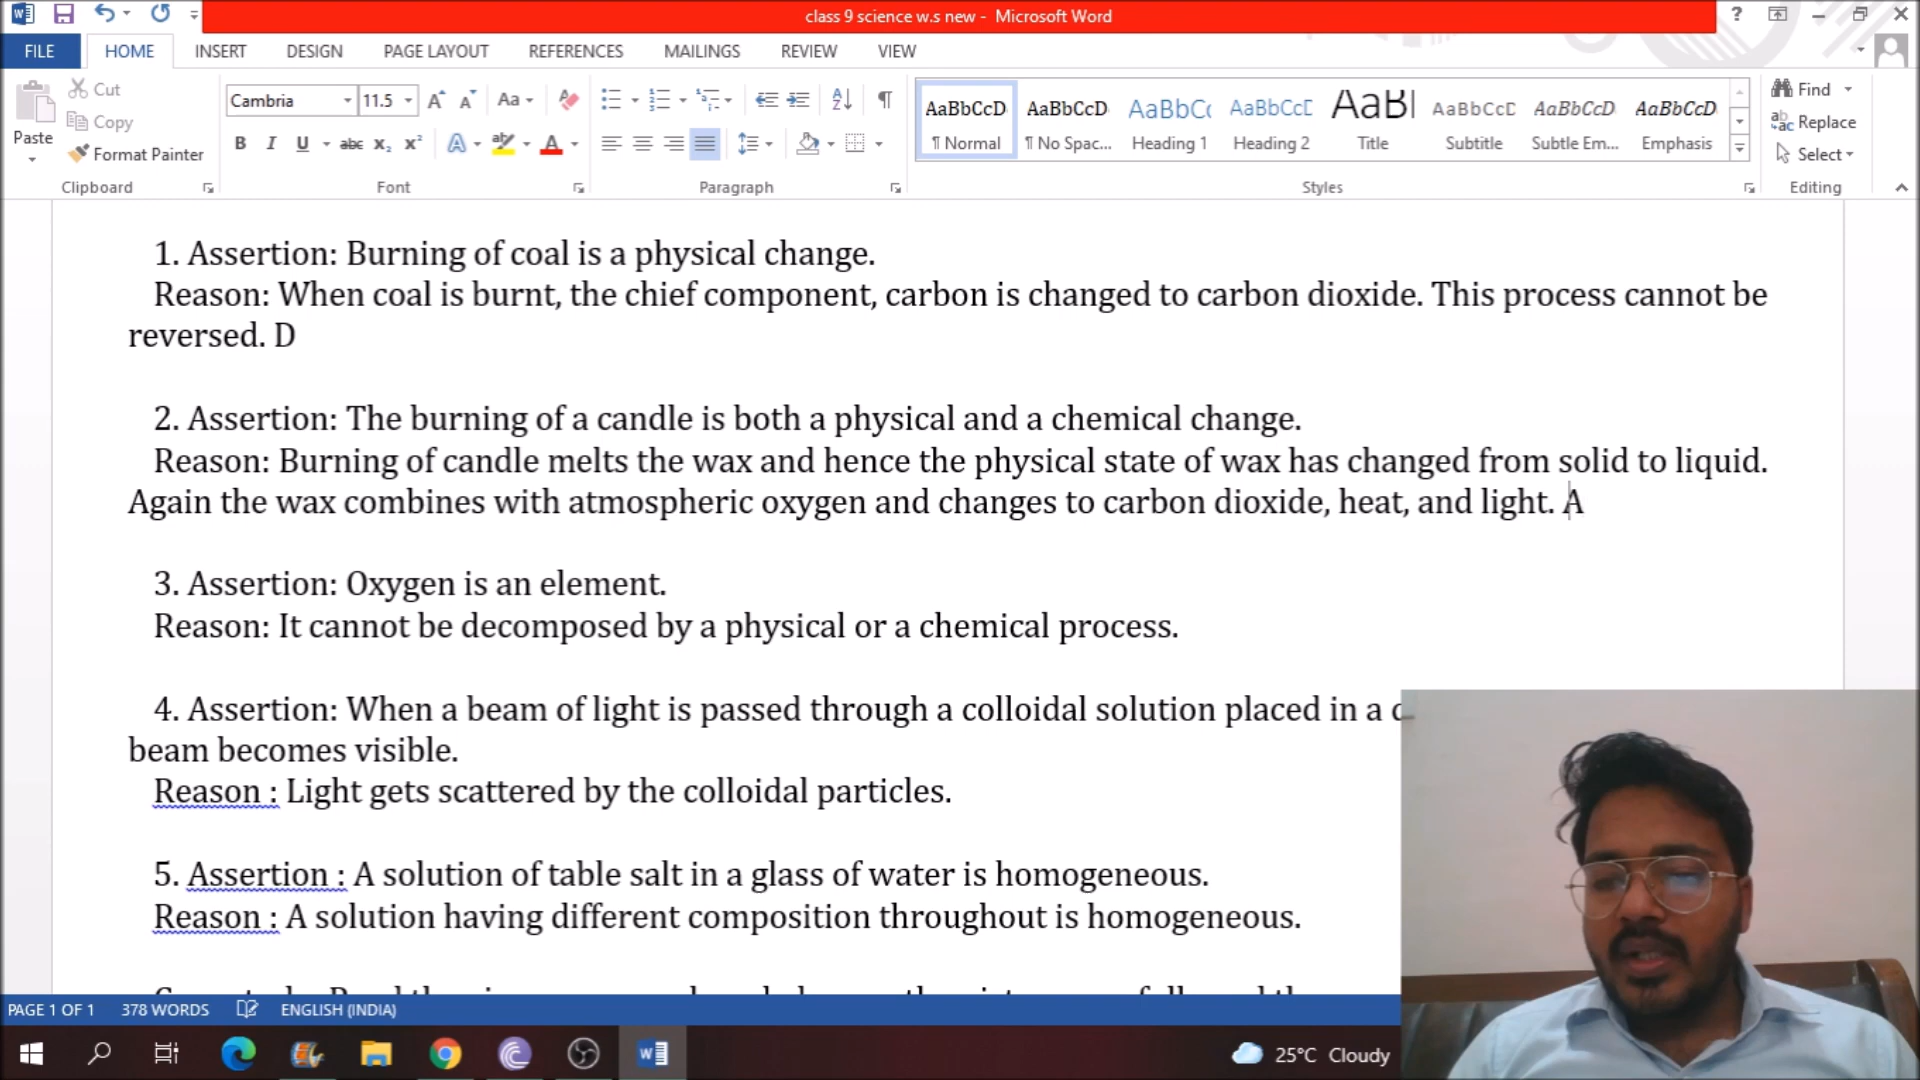 class 9 science w.s new - Microsoft Word
FILE HOME INSERT DESIGN PAGE LAYOUT REFERENCES MAILINGS REVIEW VIEW
Paste
Cut
Copy
Format Painter
Clipboard
Cambria 11.5
Font
Paragraph
AaBbCcD AaBbCcD AaBbC AaBbCcD AaB AaBbCcD AaBbCcD AaBbCcD
¶ Normal ¶ No Spac... Heading 1 Heading 2 Title Subtitle Subtle Em... Emphasis
Styles
Find
Replace
Select
Editing
1. Assertion: Burning of coal is a physical change.
Reason: When coal is burnt, the chief component, carbon is changed to carbon dioxide. This process cannot be
reversed. D
2. Assertion: The burning of a candle is both a physical and a chemical change.
Reason: Burning of candle melts the wax and hence the physical state of wax has changed from solid to liquid.
Again the wax combines with atmospheric oxygen and changes to carbon dioxide, heat, and light. A
3. Assertion: Oxygen is an element.
Reason: It cannot be decomposed by a physical or a chemical process.
4. Assertion: When a beam of light is passed through a colloidal solution placed in a
beam becomes visible.
Reason : Light gets scattered by the colloidal particles.
5. Assertion : A solution of table salt in a glass of water is homogeneous.
Reason : A solution having different composition throughout is homogeneous.
PAGE 1 OF 1 378 WORDS ENGLISH (INDIA)
25°C Cloudy